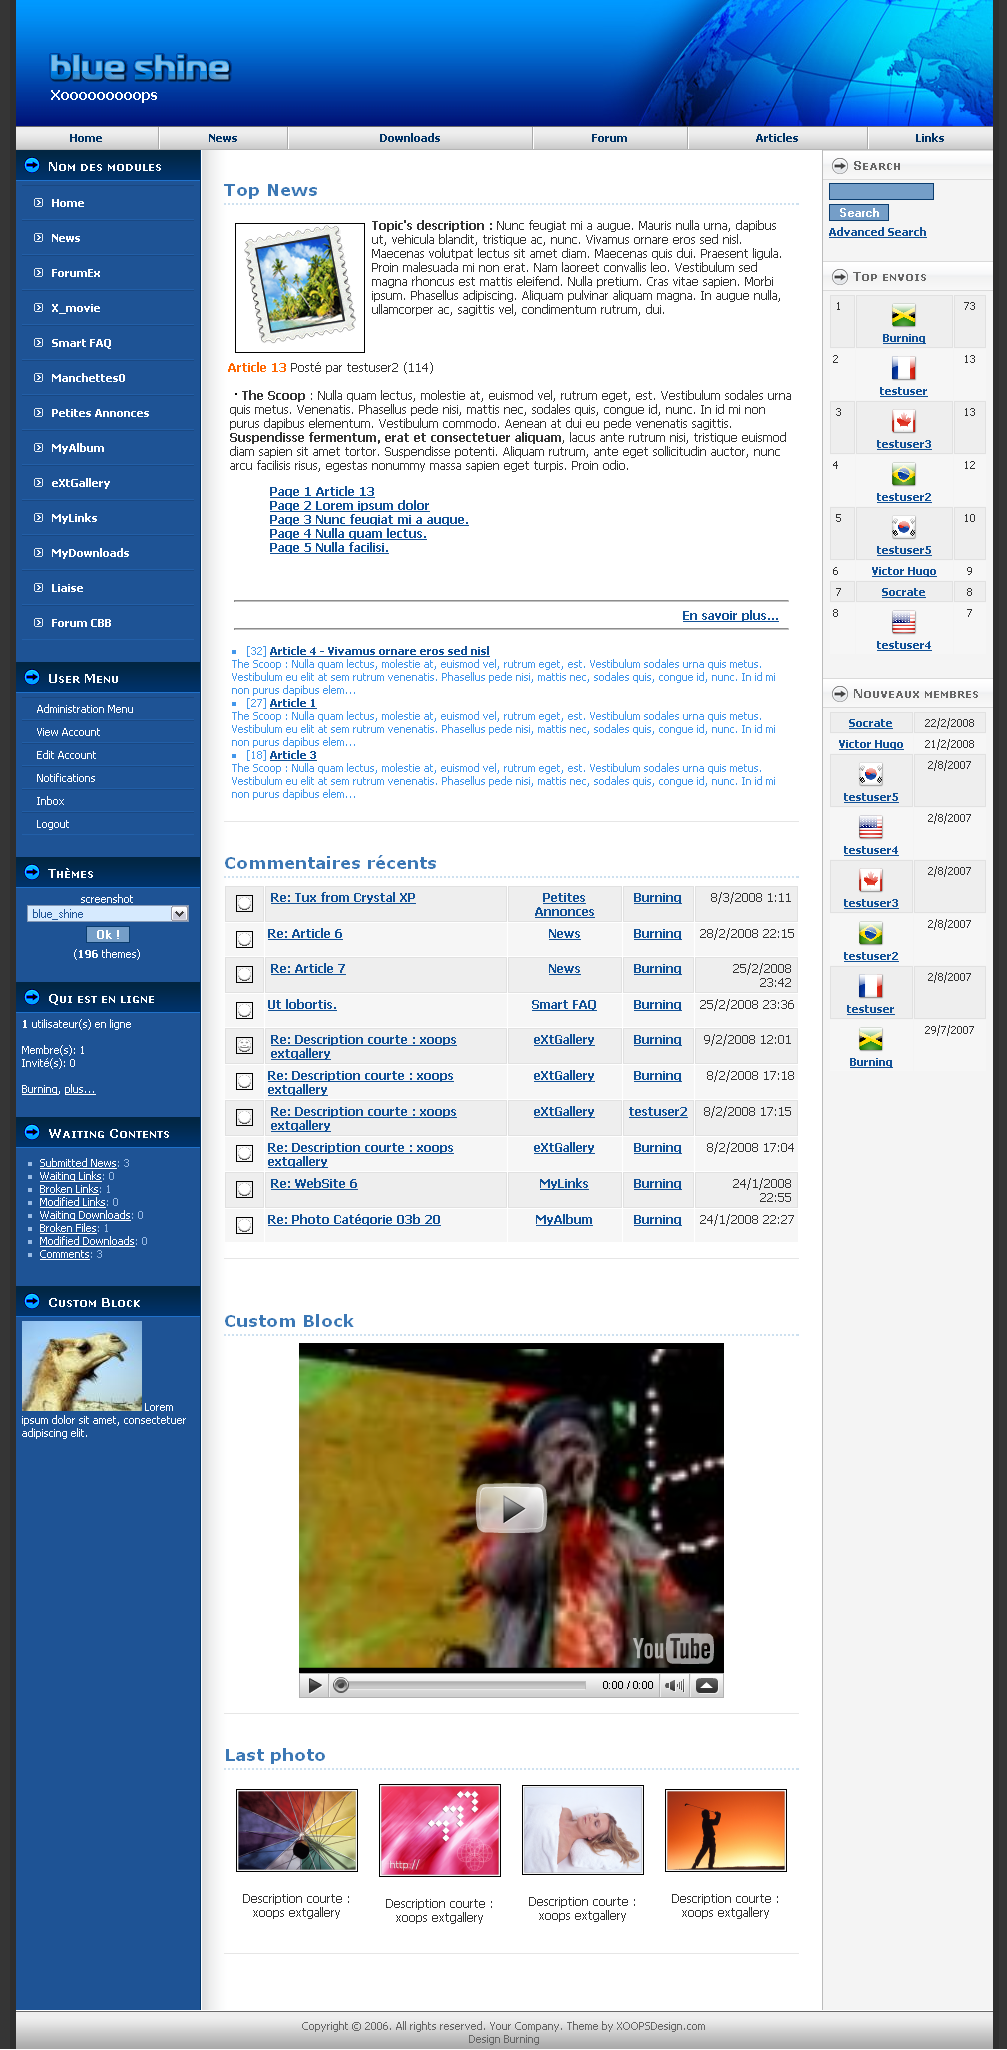 blue shine
Xooooooooops
Home News Downloads Forum Articles Links
Nom des modules
Home
News
ForumEx
X_movie
Smart FAQ
Manchettes0
Petites Annonces
MyAlbum
eXtGallery
MyLinks
MyDownloads
Liaise
Forum CBB
User Menu
Administration Menu
View Account
Edit Account
Notifications
Inbox
Logout
Thèmes
screenshot
blue_shine
Ok !
(196 themes)
Qui est en ligne
1 utilisateur(s) en ligne
Membre(s): 1
Invité(s): 0
Burning, plus...
Waiting Contents
Submitted News: 3
Waiting Links: 0
Broken Links: 1
Modified Links: 0
Waiting Downloads: 0
Broken Files: 1
Modified Downloads: 0
Comments: 3
Custom Block
Lorem
ipsum dolor sit amet, consectetuer
adipiscing elit.
Top News
Topic's description : Nunc feugiat mi a augue. Mauris nulla urna, dapibus
ut, vehicula blandit, tristique ac, nunc. Vivamus ornare eros sed nisl.
Maecenas volutpat lectus sit amet diam. Maecenas quis dui. Praesent ligula.
Proin malesuada mi non erat. Nam laoreet convallis leo. Vestibulum sed
magna rhoncus est mattis eleifend. Nulla pretium. Cras vitae sapien. Morbi
ipsum. Phasellus adipiscing. Aliquam pulvinar aliquam magna. In augue nulla,
ullamcorper ac, sagittis vel, condimentum rutrum, dui.
Article 13 Posté par testuser2 (114)
· The Scoop : Nulla quam lectus, molestie at, euismod vel, rutrum eget, est. Vestibulum sodales urna
quis metus. Venenatis. Phasellus pede nisi, mattis nec, sodales quis, congue id, nunc. In id mi non
purus dapibus elementum. Vestibulum commodo. Aenean at dui eu pede venenatis sagittis.
Suspendisse fermentum, erat et consectetuer aliquam, lacus ante rutrum nisi, tristique euismod
diam sapien sit amet tortor. Suspendisse potenti. Aliquam rutrum, ante eget sollicitudin auctor, nunc
arcu facilisis risus, egestas nonummy massa sapien eget turpis. Proin odio.
Page 1 Article 13
Page 2 Lorem ipsum dolor
Page 3 Nunc feugiat mi a augue.
Page 4 Nulla quam lectus.
Page 5 Nulla facilisi.
En savoir plus...
[32] Article 4 - Vivamus ornare eros sed nisl
The Scoop : Nulla quam lectus, molestie at, euismod vel, rutrum eget, est. Vestibulum sodales urna quis metus.
Vestibulum eu elit at sem rutrum venenatis. Phasellus pede nisi, mattis nec, sodales quis, congue id, nunc. In id mi
non purus dapibus elem...
[27] Article 1
The Scoop : Nulla quam lectus, molestie at, euismod vel, rutrum eget, est. Vestibulum sodales urna quis metus.
Vestibulum eu elit at sem rutrum venenatis. Phasellus pede nisi, mattis nec, sodales quis, congue id, nunc. In id mi
non purus dapibus elem...
[18] Article 3
The Scoop : Nulla quam lectus, molestie at, euismod vel, rutrum eget, est. Vestibulum sodales urna quis metus.
Vestibulum eu elit at sem rutrum venenatis. Phasellus pede nisi, mattis nec, sodales quis, congue id, nunc. In id mi
non purus dapibus elem...
Commentaires récents
Re: Tux from Crystal XP Petites Burning 8/3/2008 1:11
Annonces
Re: Article 6 News Burning 28/2/2008 22:15
Re: Article 7 News Burning 25/2/2008
23:42
Ut lobortis. Smart FAQ Burning 25/2/2008 23:36
Re: Description courte : xoops eXtGallery Burning 9/2/2008 12:01
extgallery
Re: Description courte : xoops eXtGallery Burning 8/2/2008 17:18
extgallery
Re: Description courte : xoops eXtGallery testuser2 8/2/2008 17:15
extgallery
Re: Description courte : xoops eXtGallery Burning 8/2/2008 17:04
extgallery
Re: WebSite 6 MyLinks Burning 24/1/2008
22:55
Re: Photo Catégorie 03b 20 MyAlbum Burning 24/1/2008 22:27
Custom Block
YouTube
0:00 / 0:00
Last photo
http://
Description courte :
xoops extgallery
Description courte :
xoops extgallery
Description courte :
xoops extgallery
Description courte :
xoops extgallery
Search
Search
Advanced Search
Top envois
1 Burning 73
2 testuser 13
3 testuser3 13
4 testuser2 12
5 testuser5 10
6 Victor Hugo 9
7 Socrate 8
8 testuser4 7
Nouveaux membres
Socrate 22/2/2008
Victor Hugo 21/2/2008
testuser5 2/8/2007
testuser4 2/8/2007
testuser3 2/8/2007
testuser2 2/8/2007
testuser 2/8/2007
Burning 29/7/2007
Copyright © 2006. All rights reserved. Your Company. Theme by XOOPSDesign.com
Design Burning